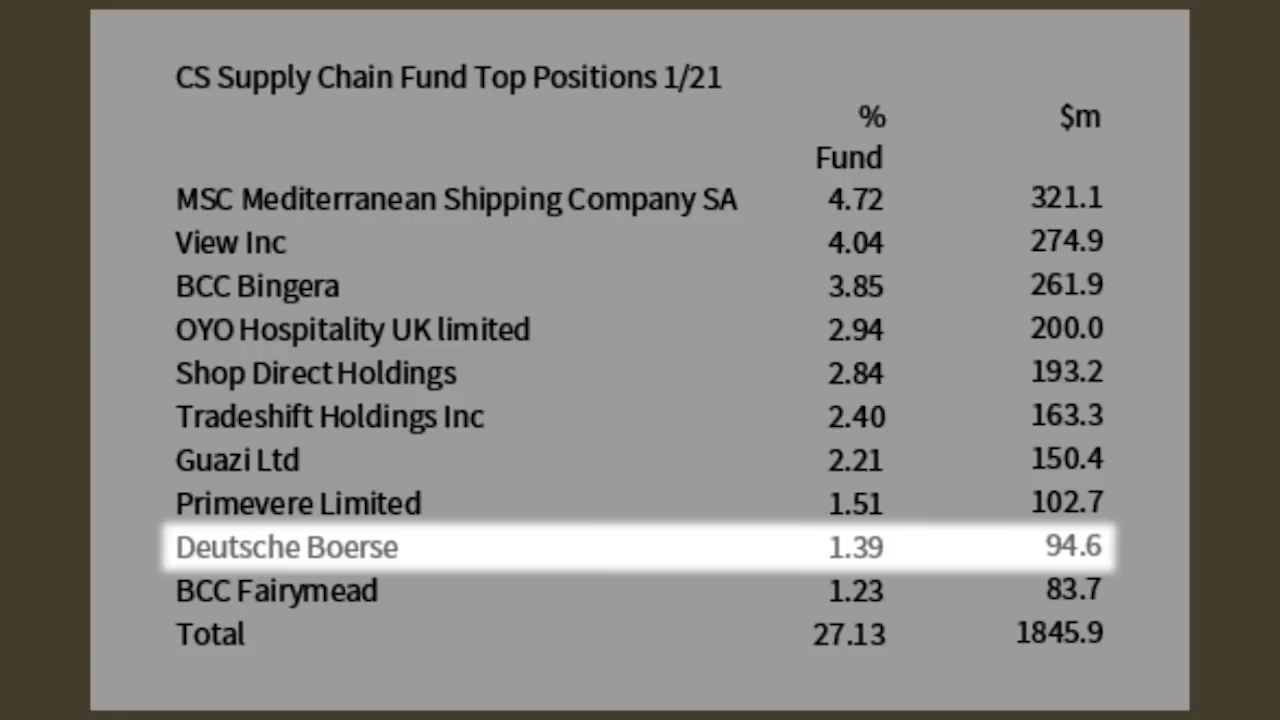 CS Supply Chain Fund Top Positions 1/21
% $m
Fund
MSC Mediterranean Shipping Company SA 4.72 321.1
View Inc 4.04 274.9
BCC Bingera 3.85 261.9
OYO Hospitality UK limited 2.94 200.0
Shop Direct Holdings 2.84 193.2
Tradeshift Holdings Inc 2.40 163.3
Guazi Ltd 2.21 150.4
Primevere Limited 1.51 102.7
Deutsche Boerse 1.39 94.6
BCC Fairymead 1.23 83.7
Total 27.13 1845.9